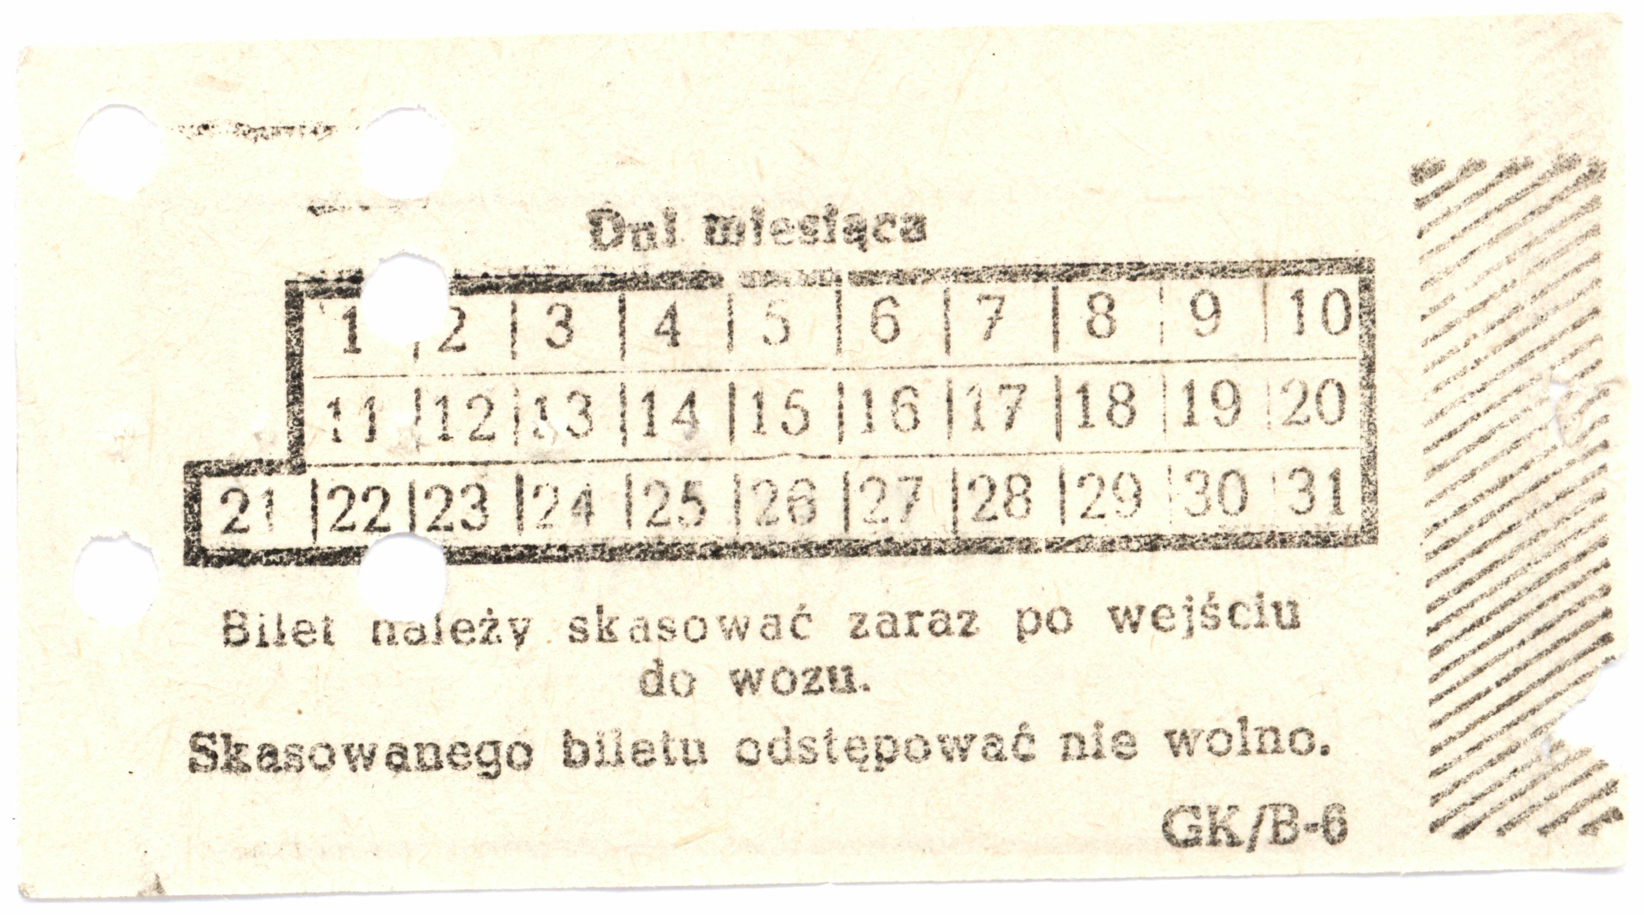 Dni miesiąca
1 2 3 4 5 6 7 8 9 10
11 12 13 14 15 16 17 18 19 20
21 22 23 24 25 26 27 28 29 30 31
Bilet należy skasować zaraz po wejściu
do wozu.
Skasowanego biletu odstępować nie wolno.
GK/B-6